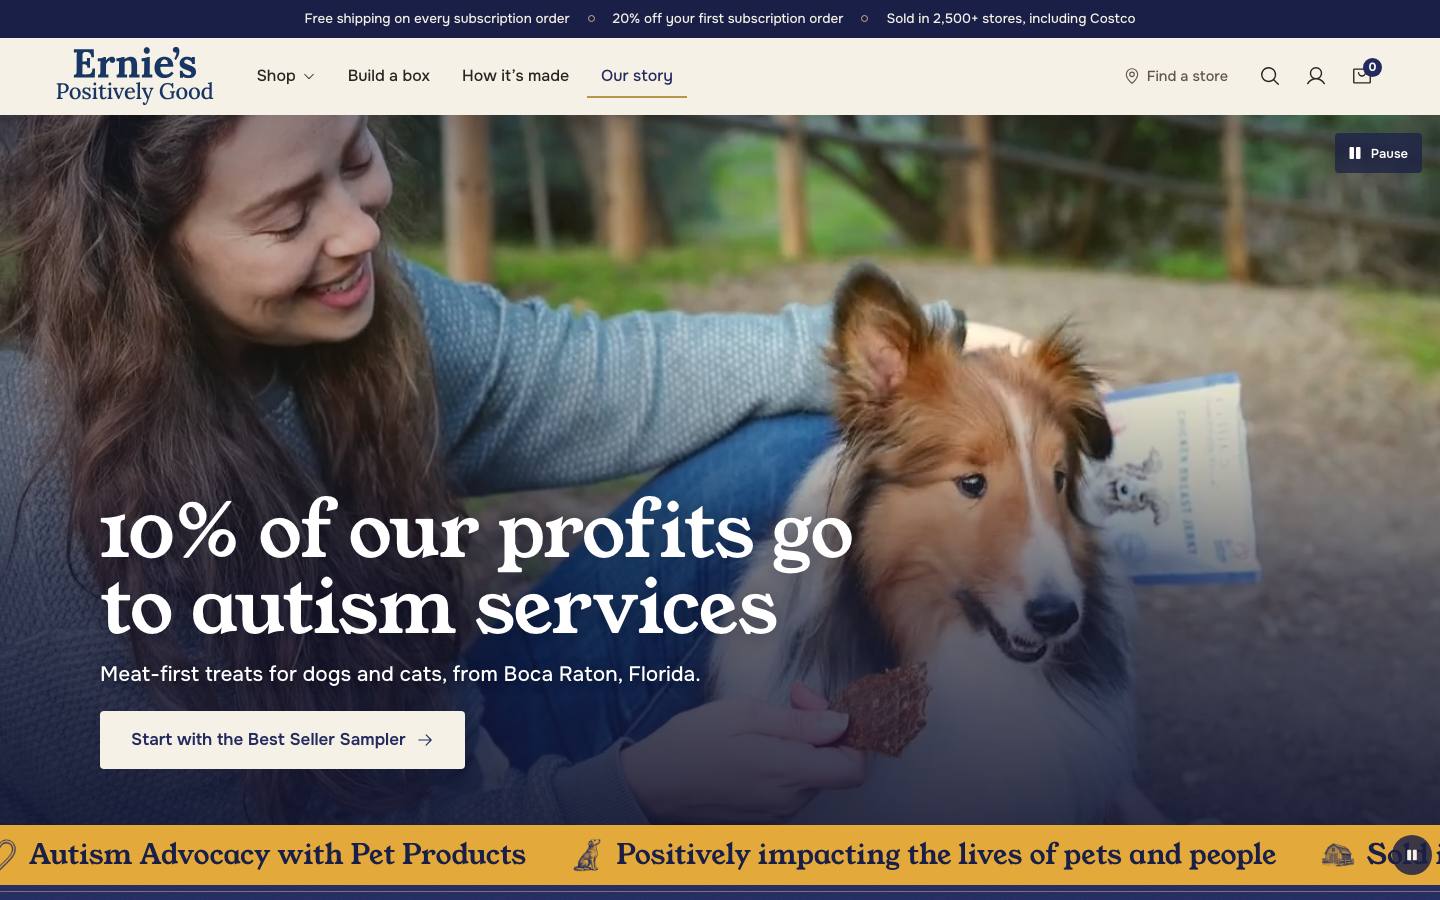 Free shipping on every subscription order
20% off your first subscription order
Sold in 2,500+ stores, including Costco
Ernie's
Positively Good
Shop
Build a box
How it's made
Our story
Find a store
0
Pause
CHICKEN BREAST JERKY
10% of our profits go
to autism services
Meat-first treats for dogs and cats, from Boca Raton, Florida.
Start with the Best Seller Sampler
Autism Advocacy with Pet Products
Positively impacting the lives of pets and people